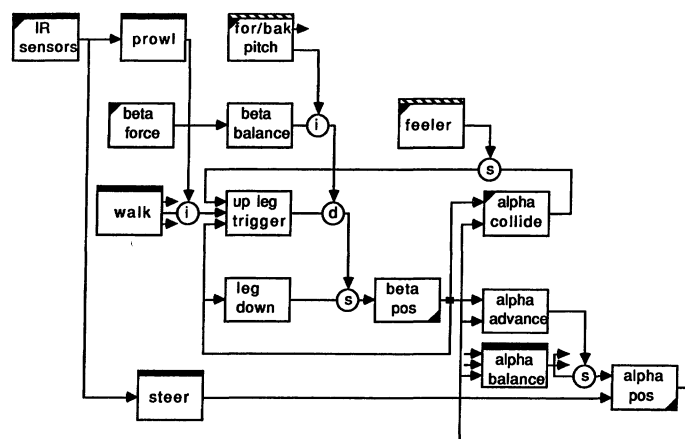 IR
sensors
prowl
for/bak
pitch
beta
force
beta
balance
i
feeler
s
walk
i
up leg
trigger
d
alpha
collide
leg
down
s
beta
pos
alpha
advance
alpha
balance
s
alpha
pos
steer